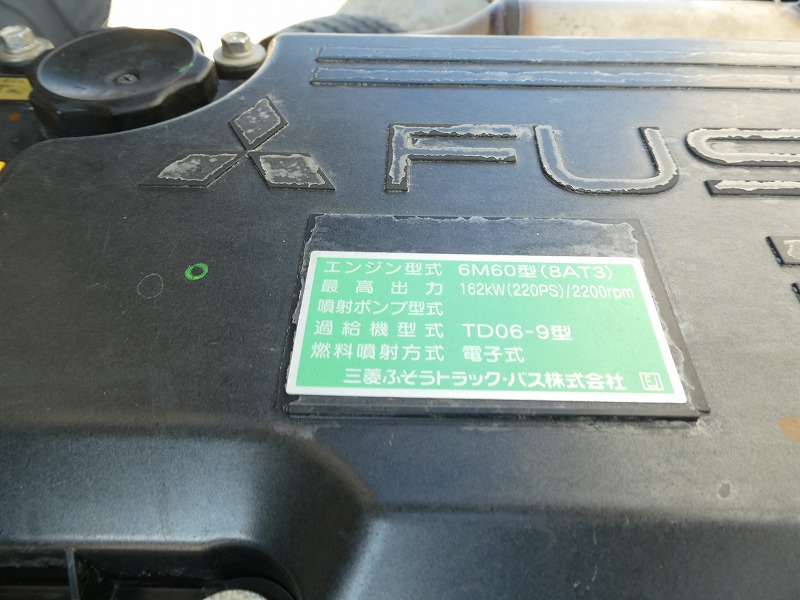 FUS
エンジン型式 6M60型(8AT3)
最高出力 162kW(220PS)/2200rpm
噴射ポンプ型式
過給機型式 TD06-9型
燃料噴射方式 電子式
三菱ふそうトラック・バス株式会社